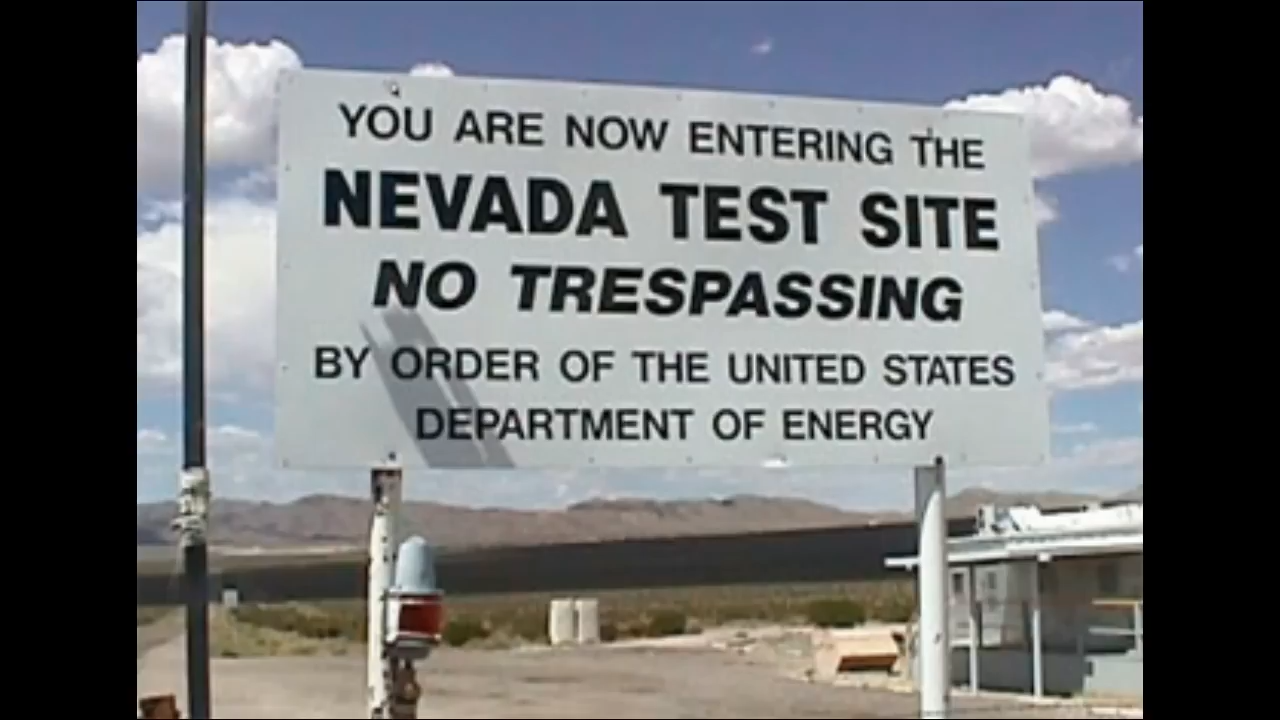 YOU ARE NOW ENTERING THE
NEVADA TEST SITE
NO TRESPASSING
BY ORDER OF THE UNITED STATES
DEPARTMENT OF ENERGY